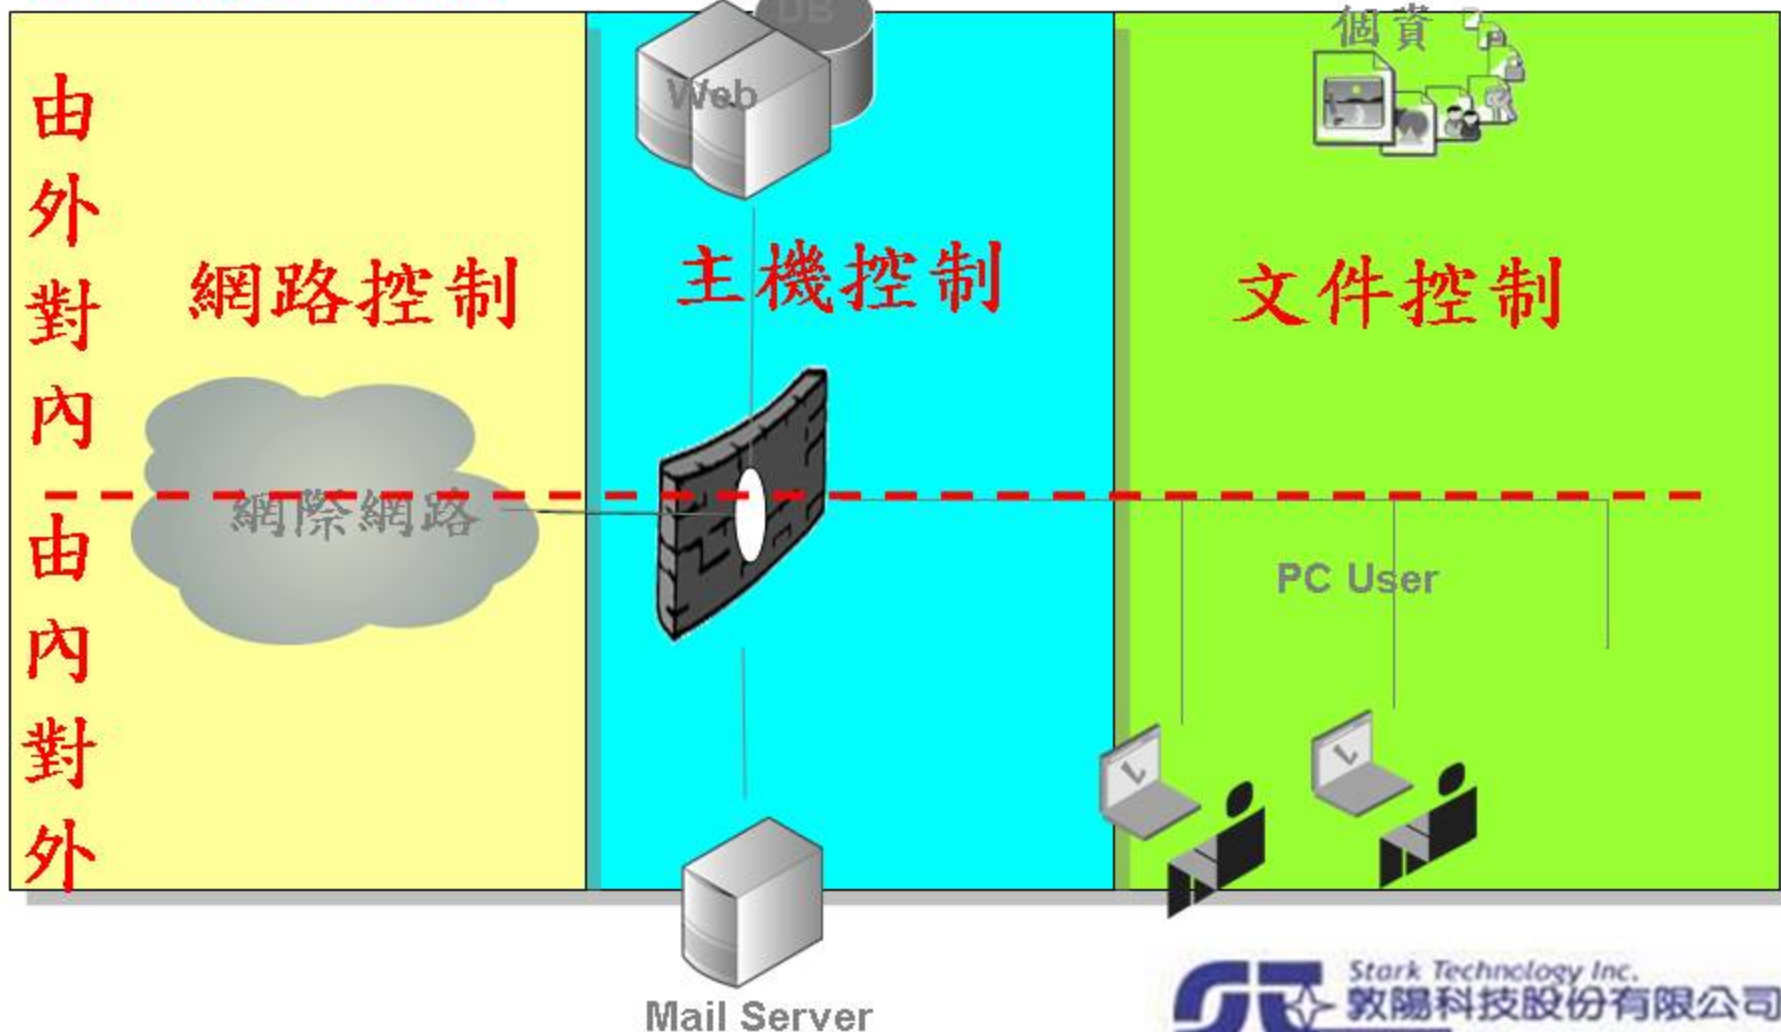 DB
Web
個資
由外對內
網路控制
主機控制
文件控制
網際網路
由內對外
PC User
Mail Server
Stark Technology Inc.
敦陽科技股份有限公司